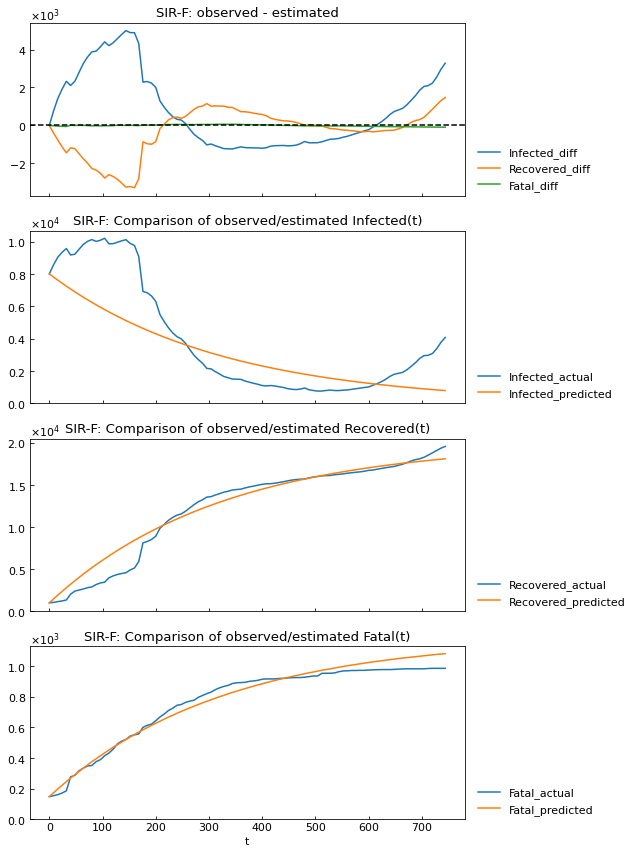 SIR-F: observed - estimated
×10³
4
2
0
−2
Infected_diff
Recovered_diff
Fatal_diff
SIR-F: Comparison of observed/estimated Infected(t)
×10⁴
1.0
0.8
0.6
0.4
0.2
0.0
Infected_actual
Infected_predicted
SIR-F: Comparison of observed/estimated Recovered(t)
×10⁴
2.0
1.5
1.0
0.5
0.0
Recovered_actual
Recovered_predicted
SIR-F: Comparison of observed/estimated Fatal(t)
×10³
1.0
0.8
0.6
0.4
0.2
0.0
Fatal_actual
Fatal_predicted
0 100 200 300 400 500 600 700
t